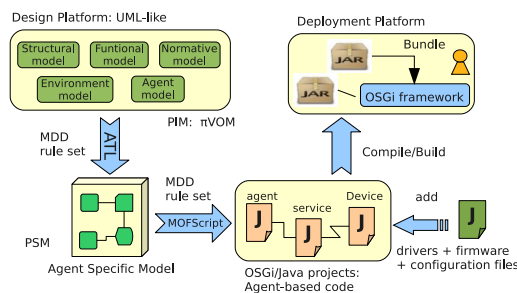 Design Platform: UML-like
Structural
model
Funtional
model
Normative
model
Environment
model
Agent
model
PIM: πVOM
MDD
rule set
ATL
PSM
Agent Specific Model
MDD
rule set
MOFScript
agent
J
service
J
Device
J
OSGi/Java projects:
Agent-based code
add
J
drivers + firmware
+ configuration files
Compile/Build
Deployment Platform
Bundle
JAR
JAR
OSGi framework